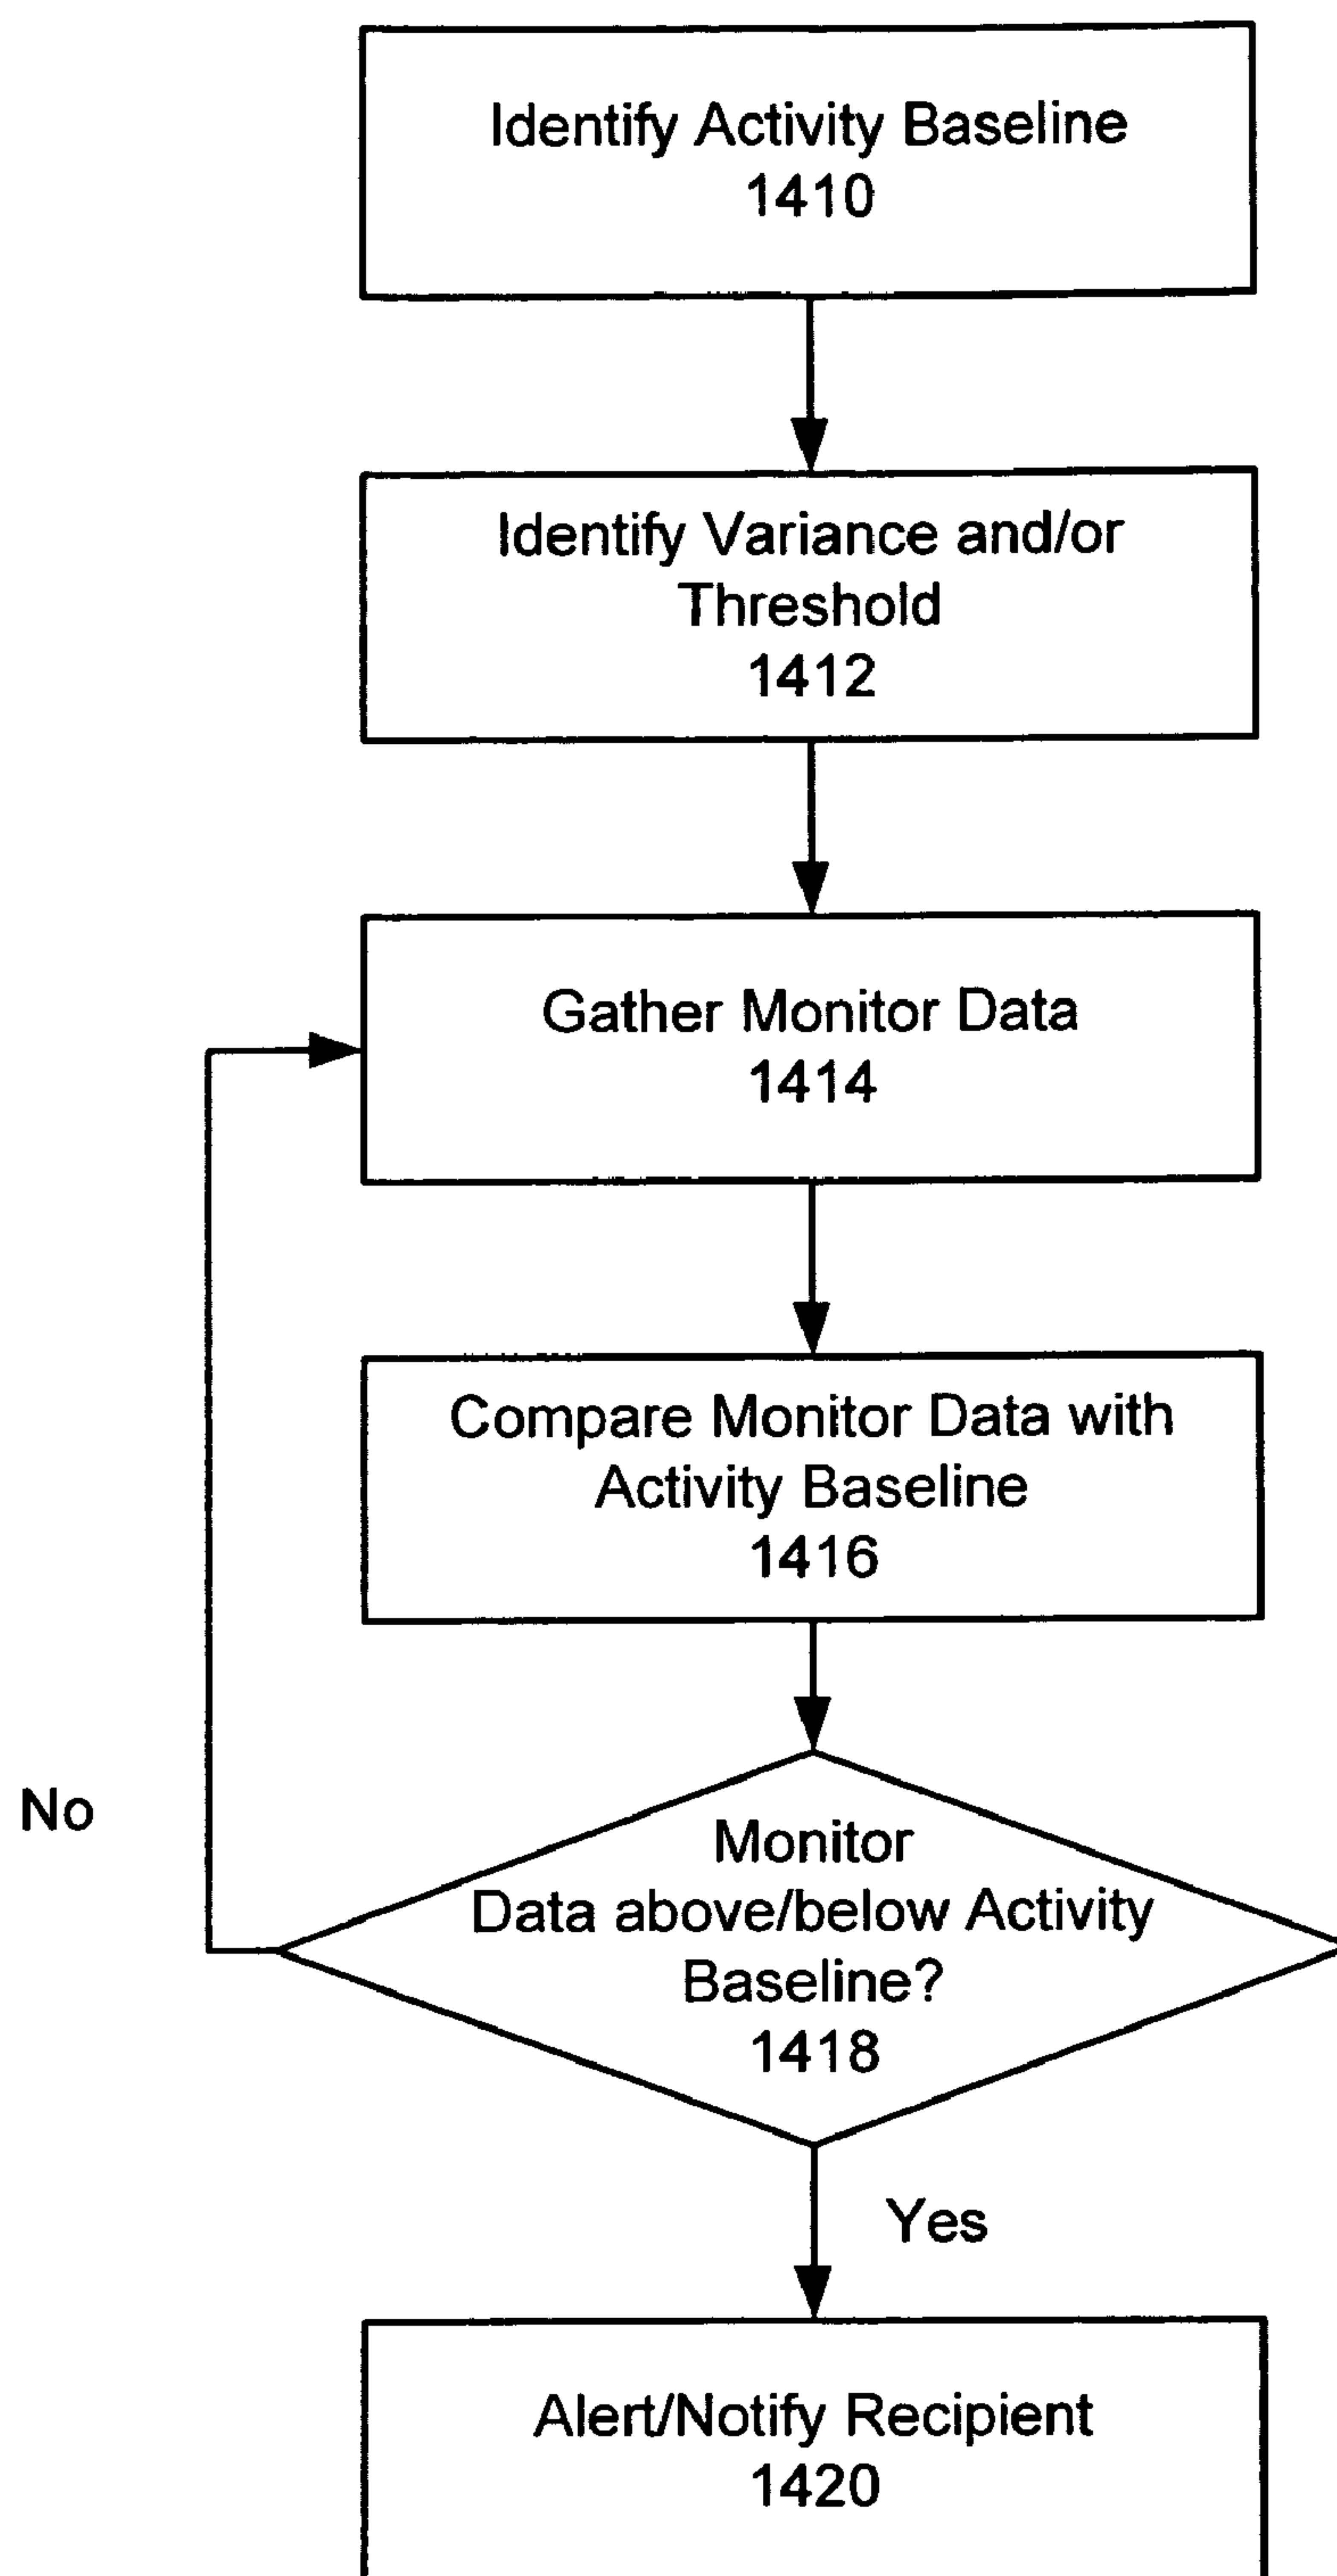 Identify Activity Baseline
1410
Identify Variance and/or
Threshold
1412
Gather Monitor Data
1414
Compare Monitor Data with
Activity Baseline
1416
No
Monitor
Data above/below Activity
Baseline?
1418
Yes
Alert/Notify Recipient
1420